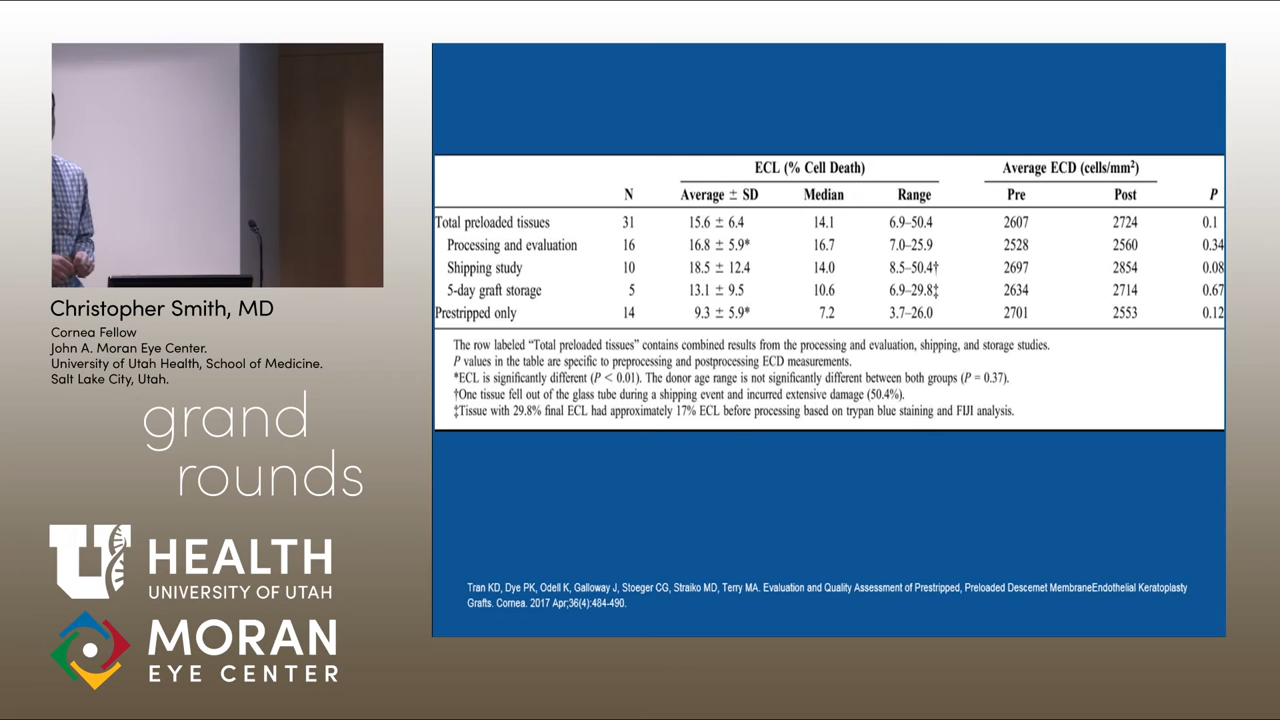 Christopher Smith, MD
Cornea Fellow
John A. Moran Eye Center.
University of Utah Health, School of Medicine.
Salt Lake City, Utah.
grand
rounds
U HEALTH
UNIVERSITY OF UTAH
MORAN
EYE CENTER
ECL (% Cell Death) Average ECD (cells/mm²)
N Average ± SD Median Range Pre Post P
Total preloaded tissues 31 15.6 ± 6.4 14.1 6.9–50.4 2607 2724 0.1
Processing and evaluation 16 16.8 ± 5.9* 16.7 7.0–25.9 2528 2560 0.34
Shipping study 10 18.5 ± 12.4 14.0 8.5–50.4† 2697 2854 0.08
5-day graft storage 5 13.1 ± 9.5 10.6 6.9–29.8‡ 2634 2714 0.67
Prestripped only 14 9.3 ± 5.9* 7.2 3.7–26.0 2701 2553 0.12
The row labeled “Total preloaded tissues” contains combined results from the processing and evaluation, shipping, and storage studies.
P values in the table are specific to preprocessing and postprocessing ECD measurements.
*ECL is significantly different (P < 0.01). The donor age range is not significantly different between both groups (P = 0.37).
†One tissue fell out of the glass tube during a shipping event and incurred extensive damage (50.4%).
‡Tissue with 29.8% final ECL had approximately 17% ECL before processing based on trypan blue staining and FIJI analysis.
Tran KD, Dye PK, Odell K, Galloway J, Stoeger CG, Straiko MD, Terry MA. Evaluation and Quality Assessment of Prestripped, Preloaded Descemet MembraneEndothelial Keratoplasty
Grafts. Cornea. 2017 Apr;36(4):484-490.